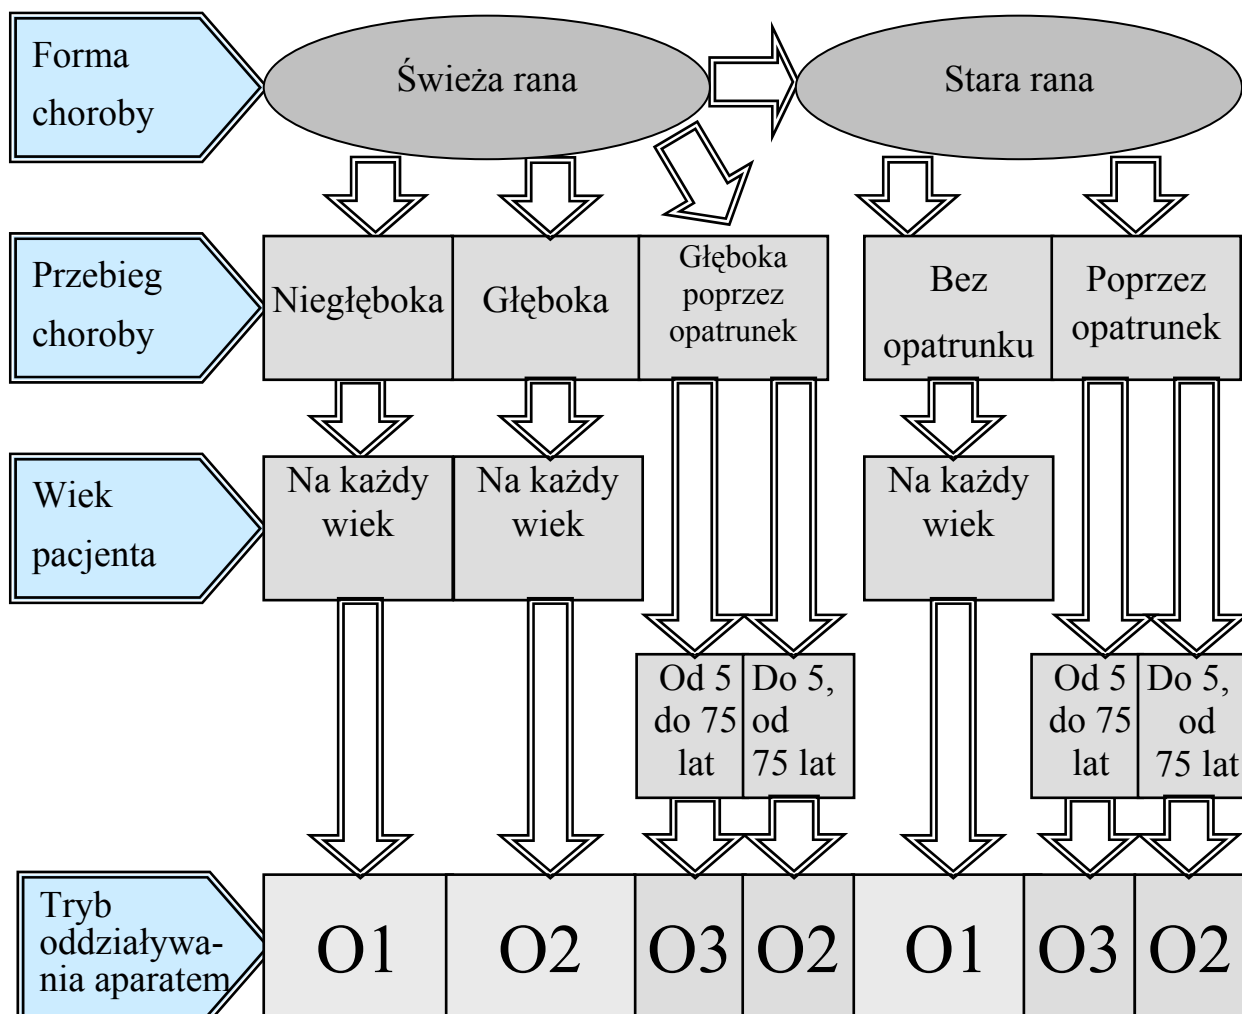 Forma
choroby
Świeża rana
Stara rana
Przebieg
choroby
Niegłęboka
Głęboka
Głęboka
poprzez
opatrunek
Bez
opatrunku
Poprzez
opatrunek
Wiek
pacjenta
Na każdy
wiek
Na każdy
wiek
Na każdy
wiek
Od 5
do 75
lat
Do 5,
od
75 lat
Od 5
do 75
lat
Do 5,
od
75 lat
Tryb
oddziaływa-
nia aparatem
O1
O2
O3
O2
O1
O3
O2